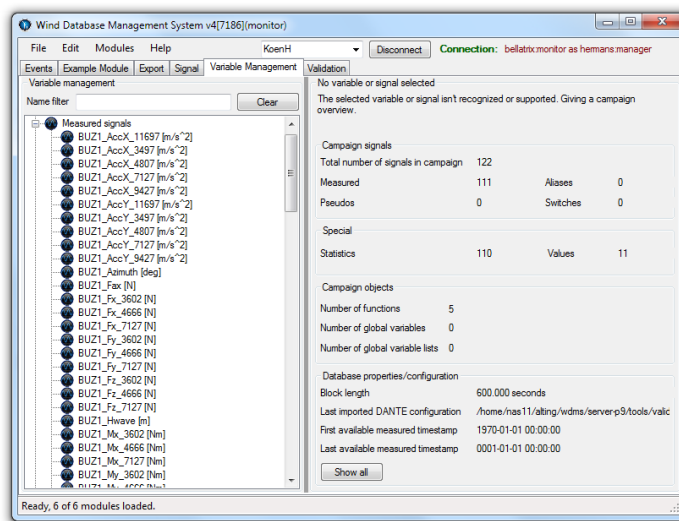 Wind Database Management System v4[7186](monitor)
File Edit Modules Help KoenH Disconnect Connection: bellatrix:monitor as hermans:manager
Events Example Module Export Signal Variable Management Validation
Variable management
Name filter Clear
Measured signals
BUZ1_AccX_11697 [m/s^2]
BUZ1_AccX_3497 [m/s^2]
BUZ1_AccX_4807 [m/s^2]
BUZ1_AccX_7127 [m/s^2]
BUZ1_AccX_9427 [m/s^2]
BUZ1_AccY_11697 [m/s^2]
BUZ1_AccY_3497 [m/s^2]
BUZ1_AccY_4807 [m/s^2]
BUZ1_AccY_7127 [m/s^2]
BUZ1_AccY_9427 [m/s^2]
BUZ1_Azimuth [deg]
BUZ1_Fax [N]
BUZ1_Fx_3602 [N]
BUZ1_Fx_4666 [N]
BUZ1_Fx_7127 [N]
BUZ1_Fy_3602 [N]
BUZ1_Fy_4666 [N]
BUZ1_Fy_7127 [N]
BUZ1_Fz_3602 [N]
BUZ1_Fz_4666 [N]
BUZ1_Fz_7127 [N]
BUZ1_Hwave [m]
BUZ1_Mx_3602 [Nm]
BUZ1_Mx_4666 [Nm]
BUZ1_Mx_7127 [Nm]
BUZ1_My_3602 [Nm]
BUZ1_My_4666 [Nm]
No variable or signal selected
The selected variable or signal isn't recognized or supported. Giving a campaign
overview.
Campaign signals
Total number of signals in campaign 122
Measured 111 Aliases 0
Pseudos 0 Switches 0
Special
Statistics 110 Values 11
Campaign objects
Number of functions 5
Number of global variables 0
Number of global variable lists 0
Database properties/configuration
Block length 600.000 seconds
Last imported DANTE configuration /home/nas11/alting/wdms/server-p9/tools/valid
First available measured timestamp 1970-01-01 00:00:00
Last available measured timestamp 0001-01-01 00:00:00
Show all
Ready, 6 of 6 modules loaded.